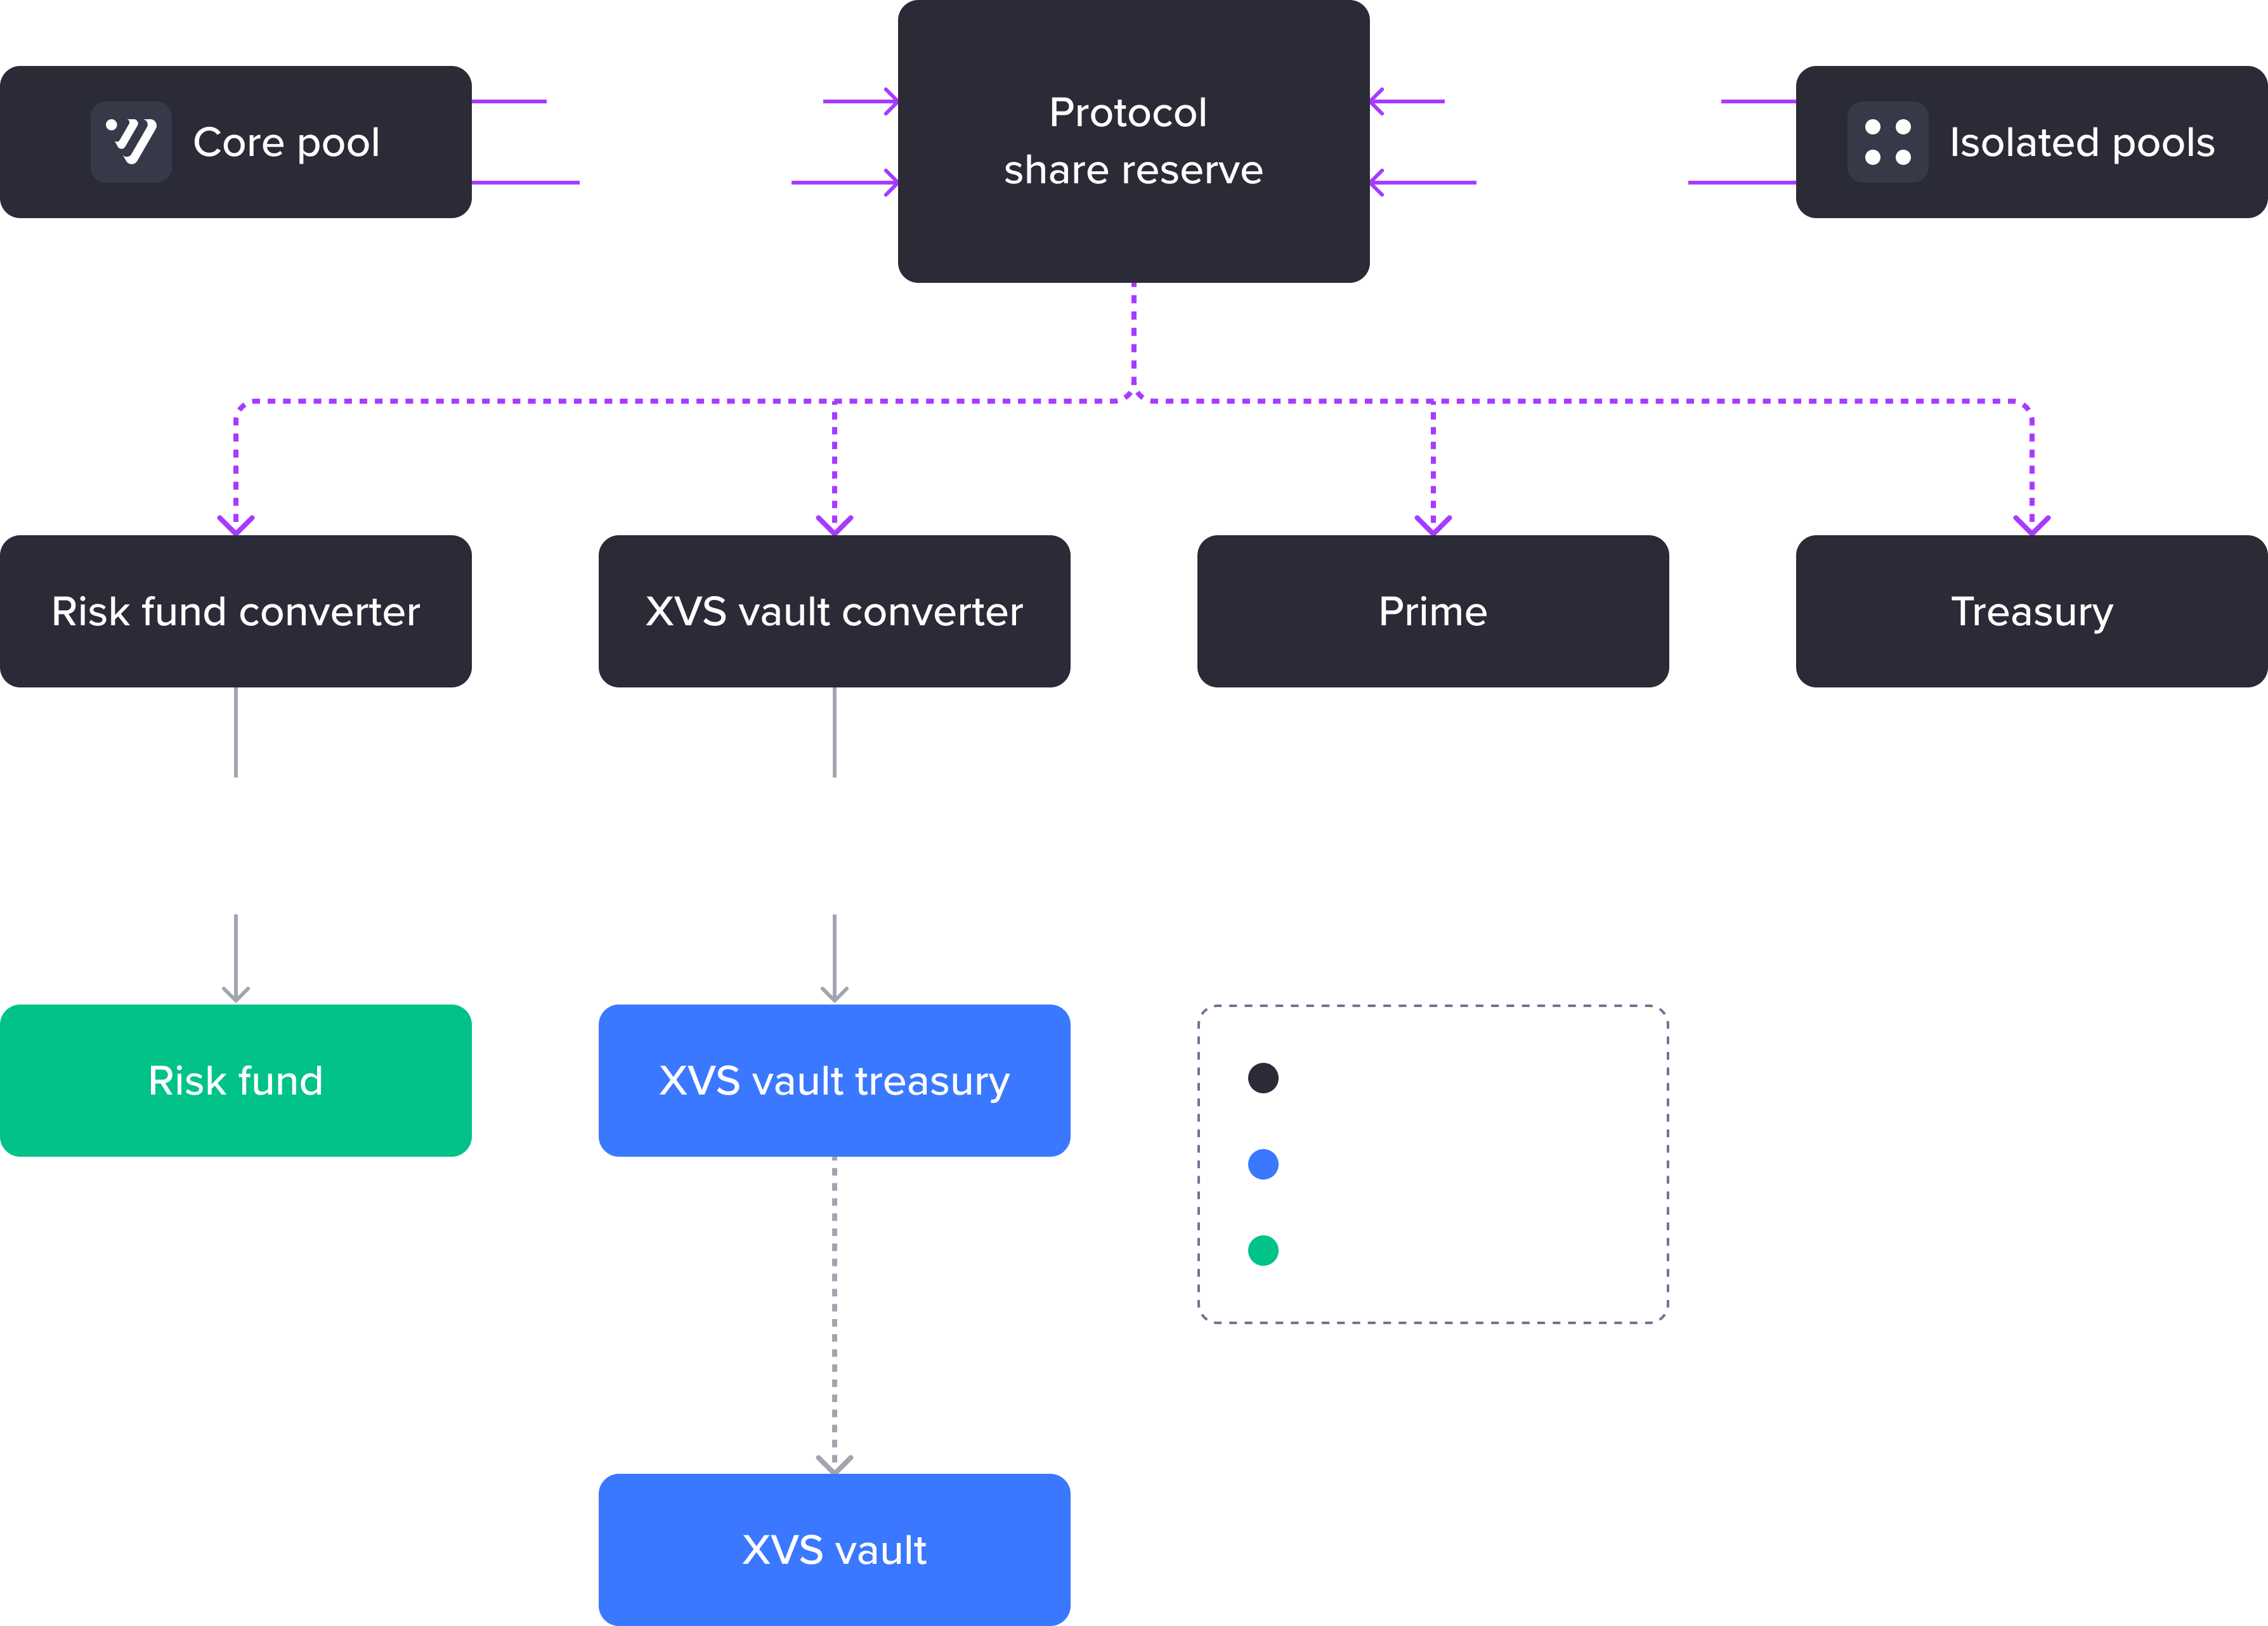 Core pool
Protocol
share reserve
Isolated pools
Risk fund converter
XVS vault converter
Prime
Treasury
Risk fund
XVS vault treasury
XVS vault